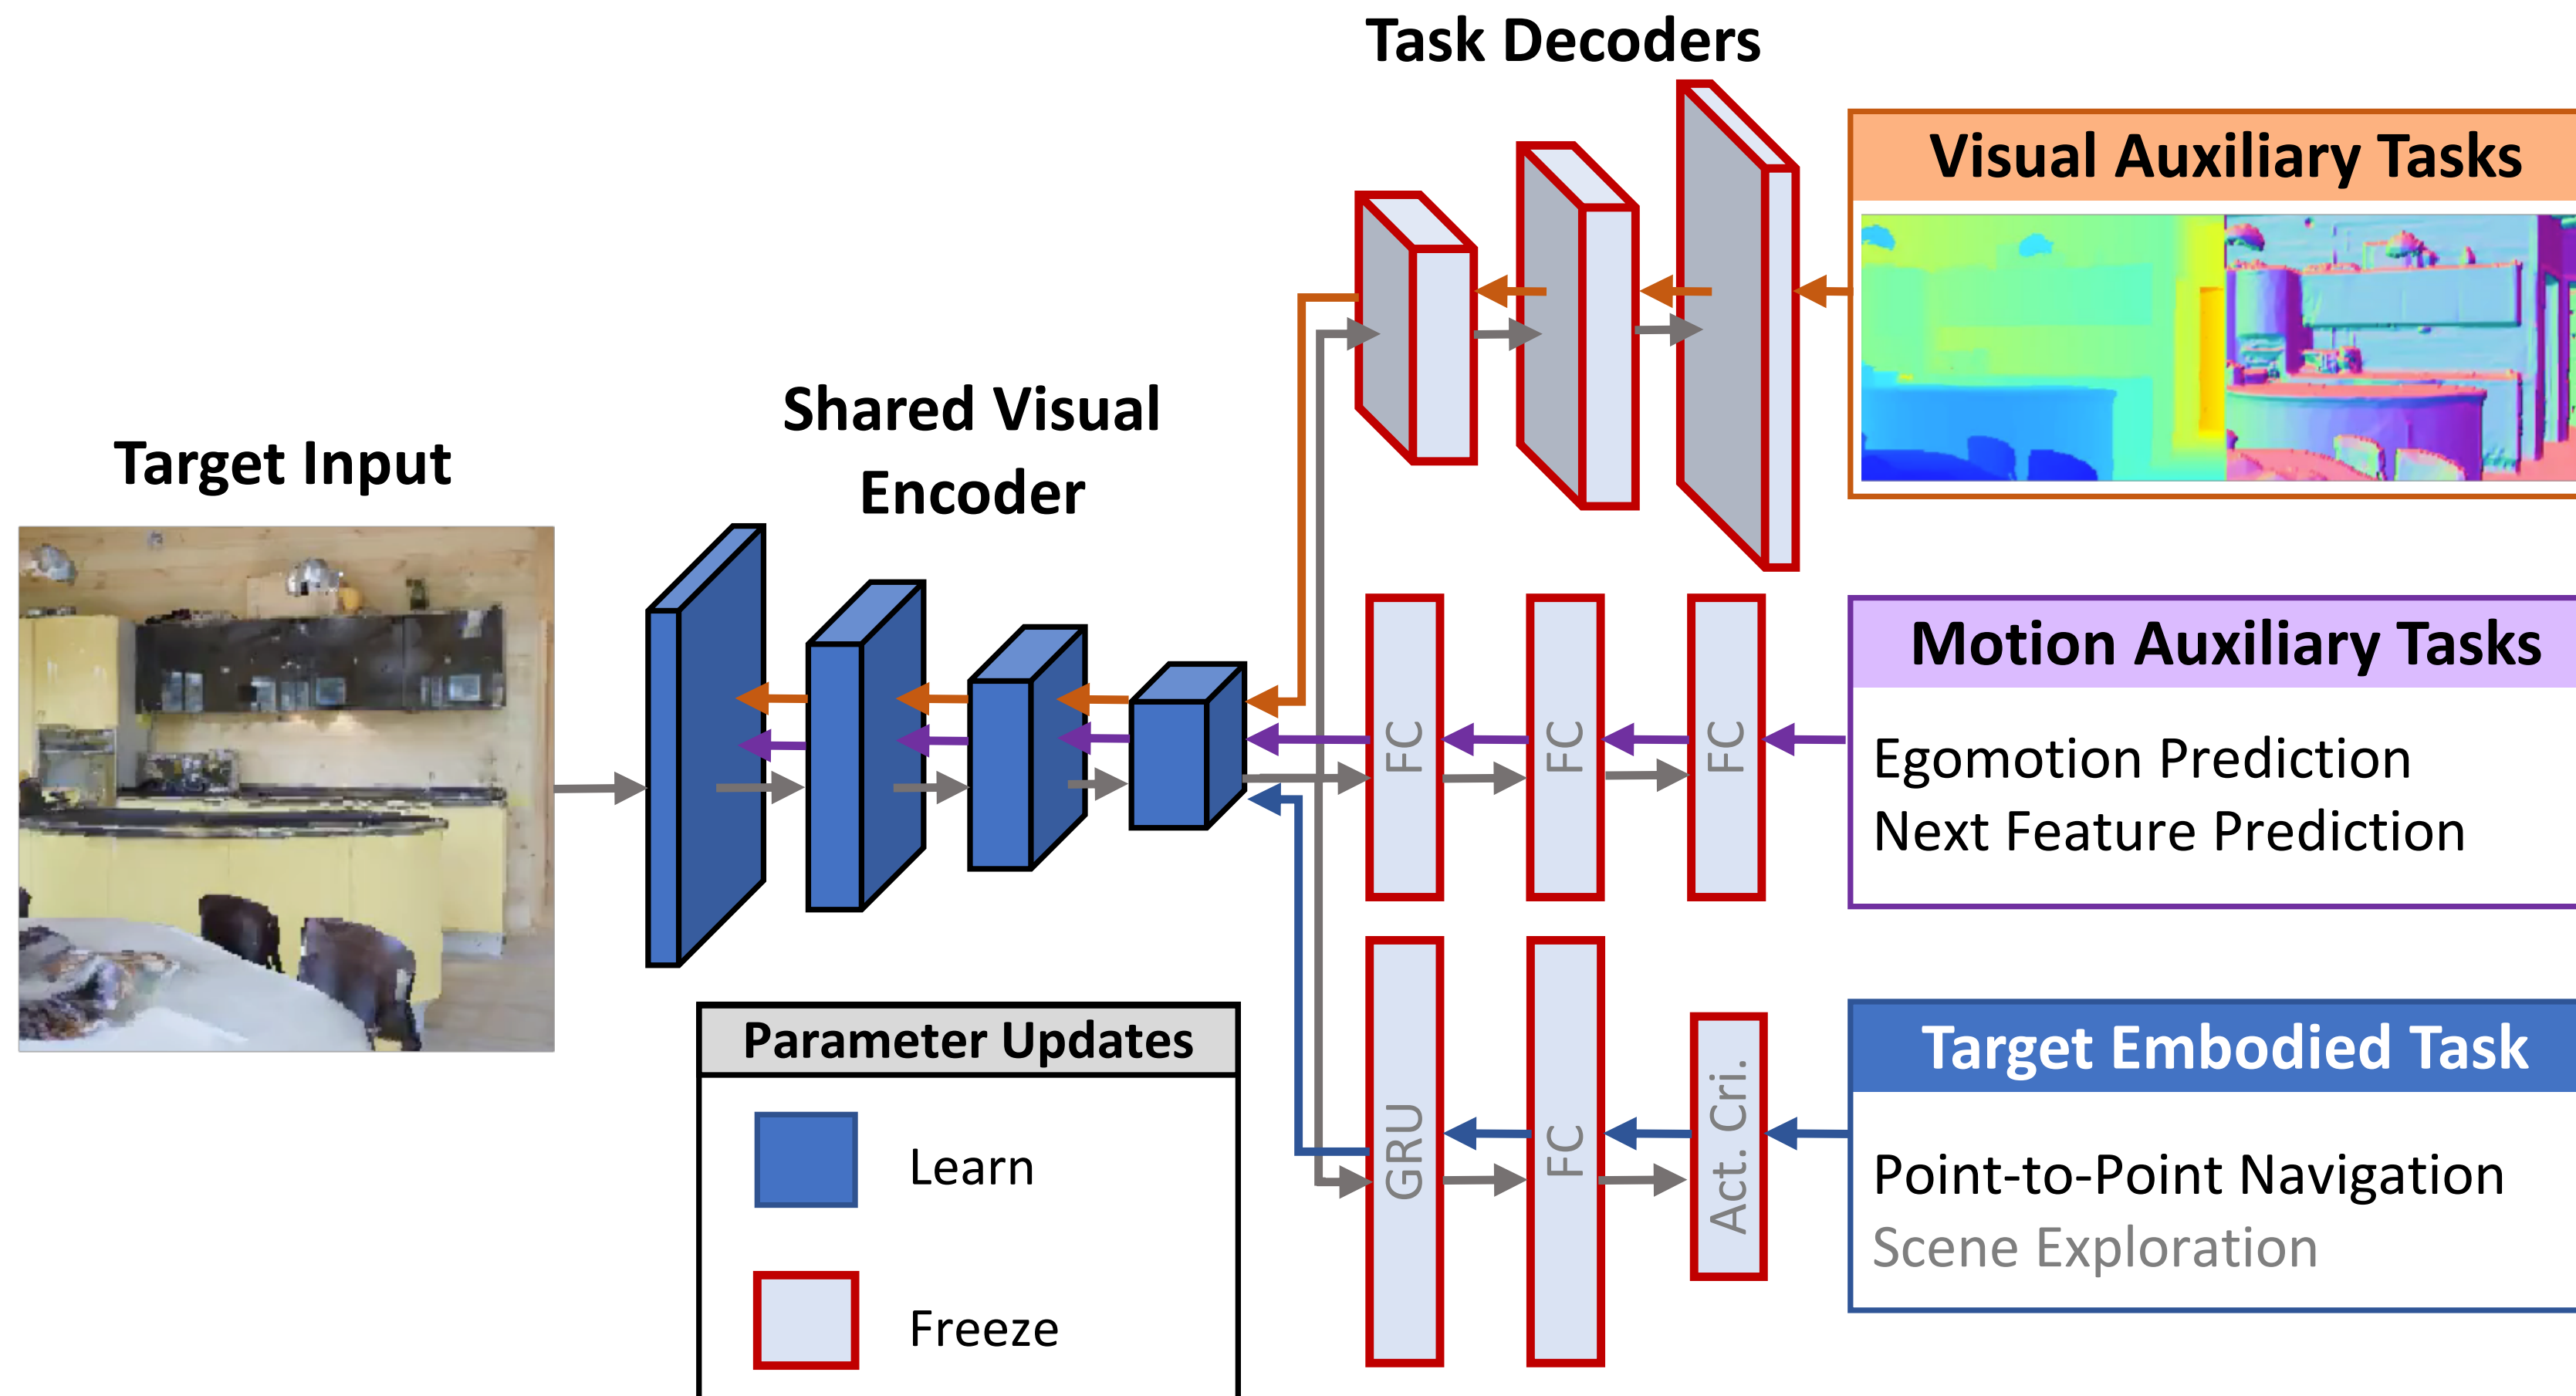 Task Decoders
Visual Auxiliary Tasks
Shared Visual
Encoder
Target Input
FC
FC
FC
Motion Auxiliary Tasks
Egomotion Prediction
Next Feature Prediction
GRU
FC
Act. Cri.
Target Embodied Task
Point-to-Point Navigation
Scene Exploration
Parameter Updates
Learn
Freeze